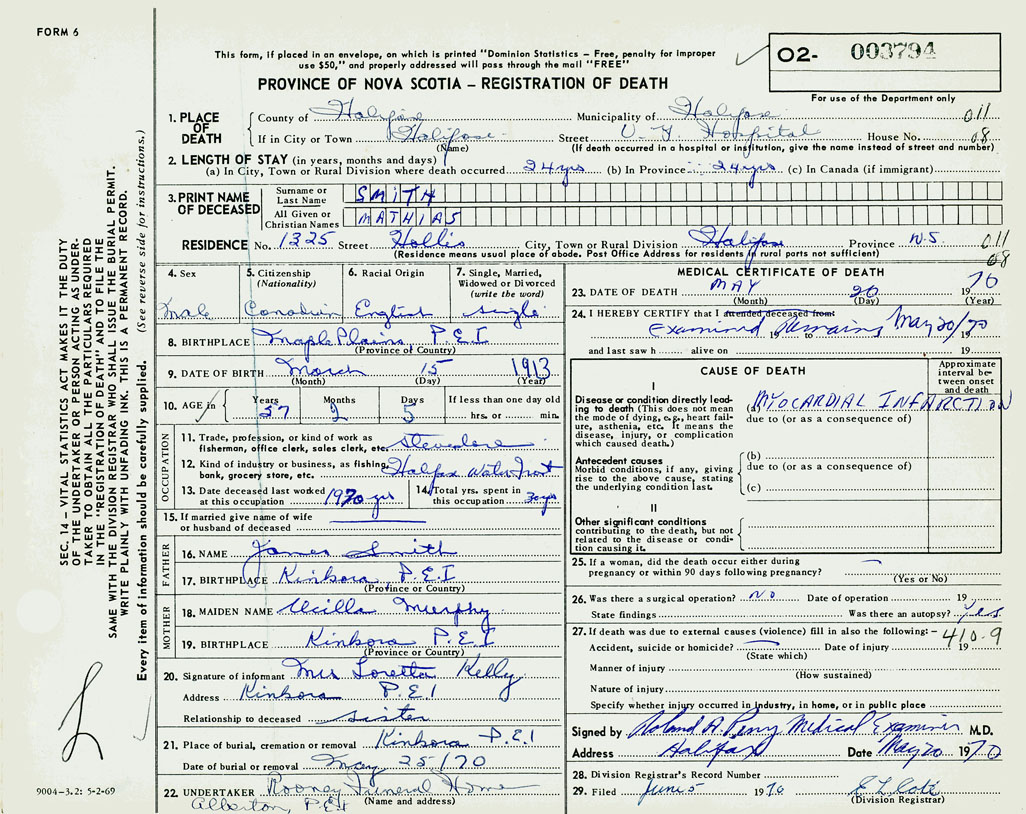 FORM 6
This form, if placed in an envelope, on which is printed "Dominion Statistics – Free, penalty for improper
use $50," and properly addressed will pass through the mail "FREE"
O2- 003794
PROVINCE OF NOVA SCOTIA – REGISTRATION OF DEATH
For use of the Department only
1. PLACE OF DEATH
County of Halifax Municipality of Halifax 011
If in City or Town Halifax Street V. G. Hospital House No. 08
(Name) (If death occurred in a hospital or institution, give the name instead of street and number)
2. LENGTH OF STAY (in years, months and days)
(a) In City, Town or Rural Division where death occurred 24 yrs (b) In Province 24 yrs (c) In Canada (if immigrant)
3. PRINT NAME OF DECEASED
Surname or Last Name SMITH
All Given or Christian Names MATHIAS
RESIDENCE No. 1325 Street Hollis City, Town or Rural Division Halifax Province N.S. 011
(Residence means usual place of abode. Post Office Address for residents in rural parts not sufficient) 08
4. Sex
Male
5. Citizenship
(Nationality)
Canadian
6. Racial Origin
English
7. Single, Married,
Widowed or Divorced
(write the word)
single
8. BIRTHPLACE Maple Plains, P.E.I
(Province of Country)
9. DATE OF BIRTH March 15 1913
(Month) (Day) (Year)
10. AGE in
Years 57
Months 2
Days 5
If less than one day old
hrs. or min.
OCCUPATION
11. Trade, profession, or kind of work as
fisherman, office clerk, sales clerk, etc. Stevedore
12. Kind of industry or business, as fishing,
bank, grocery store, etc. Halifax Water Front
13. Date deceased last worked
at this occupation 1970 yrs
14. Total yrs. spent in
this occupation 30 yrs
15. If married give name of wife
or husband of deceased
FATHER
16. NAME James Smith
17. BIRTHPLACE Kinkora, P.E.I
(Province or Country)
MOTHER
18. MAIDEN NAME Murphy
19. BIRTHPLACE Kinkora P.E.I
(Province or Country)
20. Signature of informant Mrs Loretta Kelly
Address Kinkora P.E.I
Relationship to deceased sister
21. Place of burial, cremation or removal Kinkora P.E.I
Date of burial or removal May 25/70
22. UNDERTAKER Rooney Funeral Home
Alberton, P.E.I (Name and address)
MEDICAL CERTIFICATE OF DEATH
23. DATE OF DEATH MAY 20 1970
(Month) (Day) (Year)
24. I HEREBY CERTIFY that I attended deceased from
Examined remains May 20/70
19 to 19
and last saw h alive on 19
CAUSE OF DEATH
Approximate
interval be-
tween onset
and death
I
Disease or condition directly lead-
ing to death (This does not mean
the mode of dying, e.g., heart fail-
ure, asthenia, etc. It means the
disease, injury, or complication
which caused death.)
(a) MYOCARDIAL INFARCTION
due to (or as a consequence of)
Antecedent causes
Morbid conditions, if any, giving
rise to the above cause, stating
the underlying condition last.
(b)
due to (or as a consequence of)
(c)
II
Other significant conditions
contributing to the death, but not
related to the disease or condi-
tion causing it.
25. If a woman, did the death occur either during
pregnancy or within 90 days following pregnancy?
(Yes or No)
26. Was there a surgical operation? NO Date of operation 19
State findings Was there an autopsy? yes
27. If death was due to external causes (violence) fill in also the following: – 410.9
Accident, suicide or homicide? Date of injury 19
(State which)
Manner of injury
(How sustained)
Nature of injury
Specify whether injury occurred in Industry, in home, or in public place
Signed by Roland A. Perry Medical Examiner M.D.
Address Halifax Date May 20 1970
28. Division Registrar's Record Number
29. Filed June 5 1970
(Division Registrar)
SEC. 14 – VITAL STATISTICS ACT MAKES IT THE DUTY
OF THE UNDERTAKER OR PERSON ACTING AS UNDER-
TAKER TO OBTAIN ALL THE PARTICULARS REQUIRED
IN THE "REGISTRATION OF DEATH" AND TO FILE THE
SAME WITH THE DIVISION REGISTRAR WHO SHALL ISSUE THE BURIAL PERMIT.
WRITE PLAINLY WITH UNFADING INK. THIS IS A PERMANENT RECORD.
Every item of information should be carefully supplied. (See reverse side for instructions.)
9004-3.2: 5-2-69